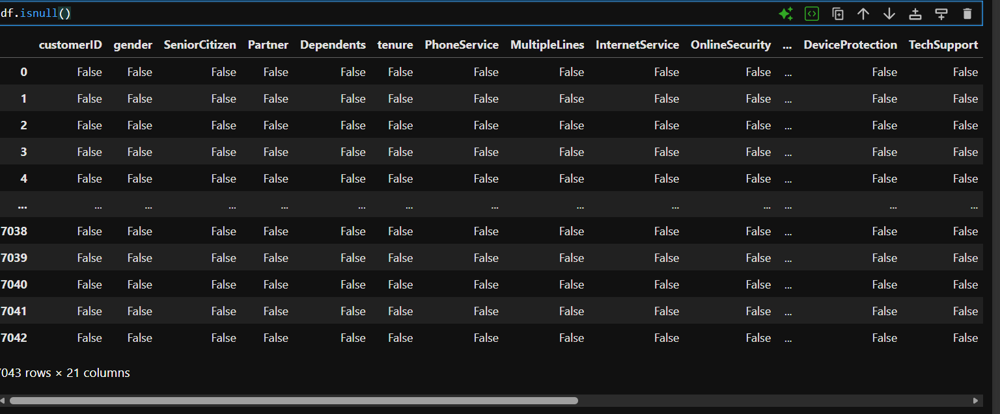 df.isnull()
customerID gender SeniorCitizen Partner Dependents tenure PhoneService MultipleLines InternetService OnlineSecurity ... DeviceProtection TechSupport
0 False False False False False False False False False False ... False False
1 False False False False False False False False False False ... False False
2 False False False False False False False False False False ... False False
3 False False False False False False False False False False ... False False
4 False False False False False False False False False False ... False False
... ... ... ... ... ... ... ... ... ... ... ... ... ...
7038 False False False False False False False False False False ... False False
7039 False False False False False False False False False False ... False False
7040 False False False False False False False False False False ... False False
7041 False False False False False False False False False False ... False False
7042 False False False False False False False False False False ... False False
7043 rows × 21 columns